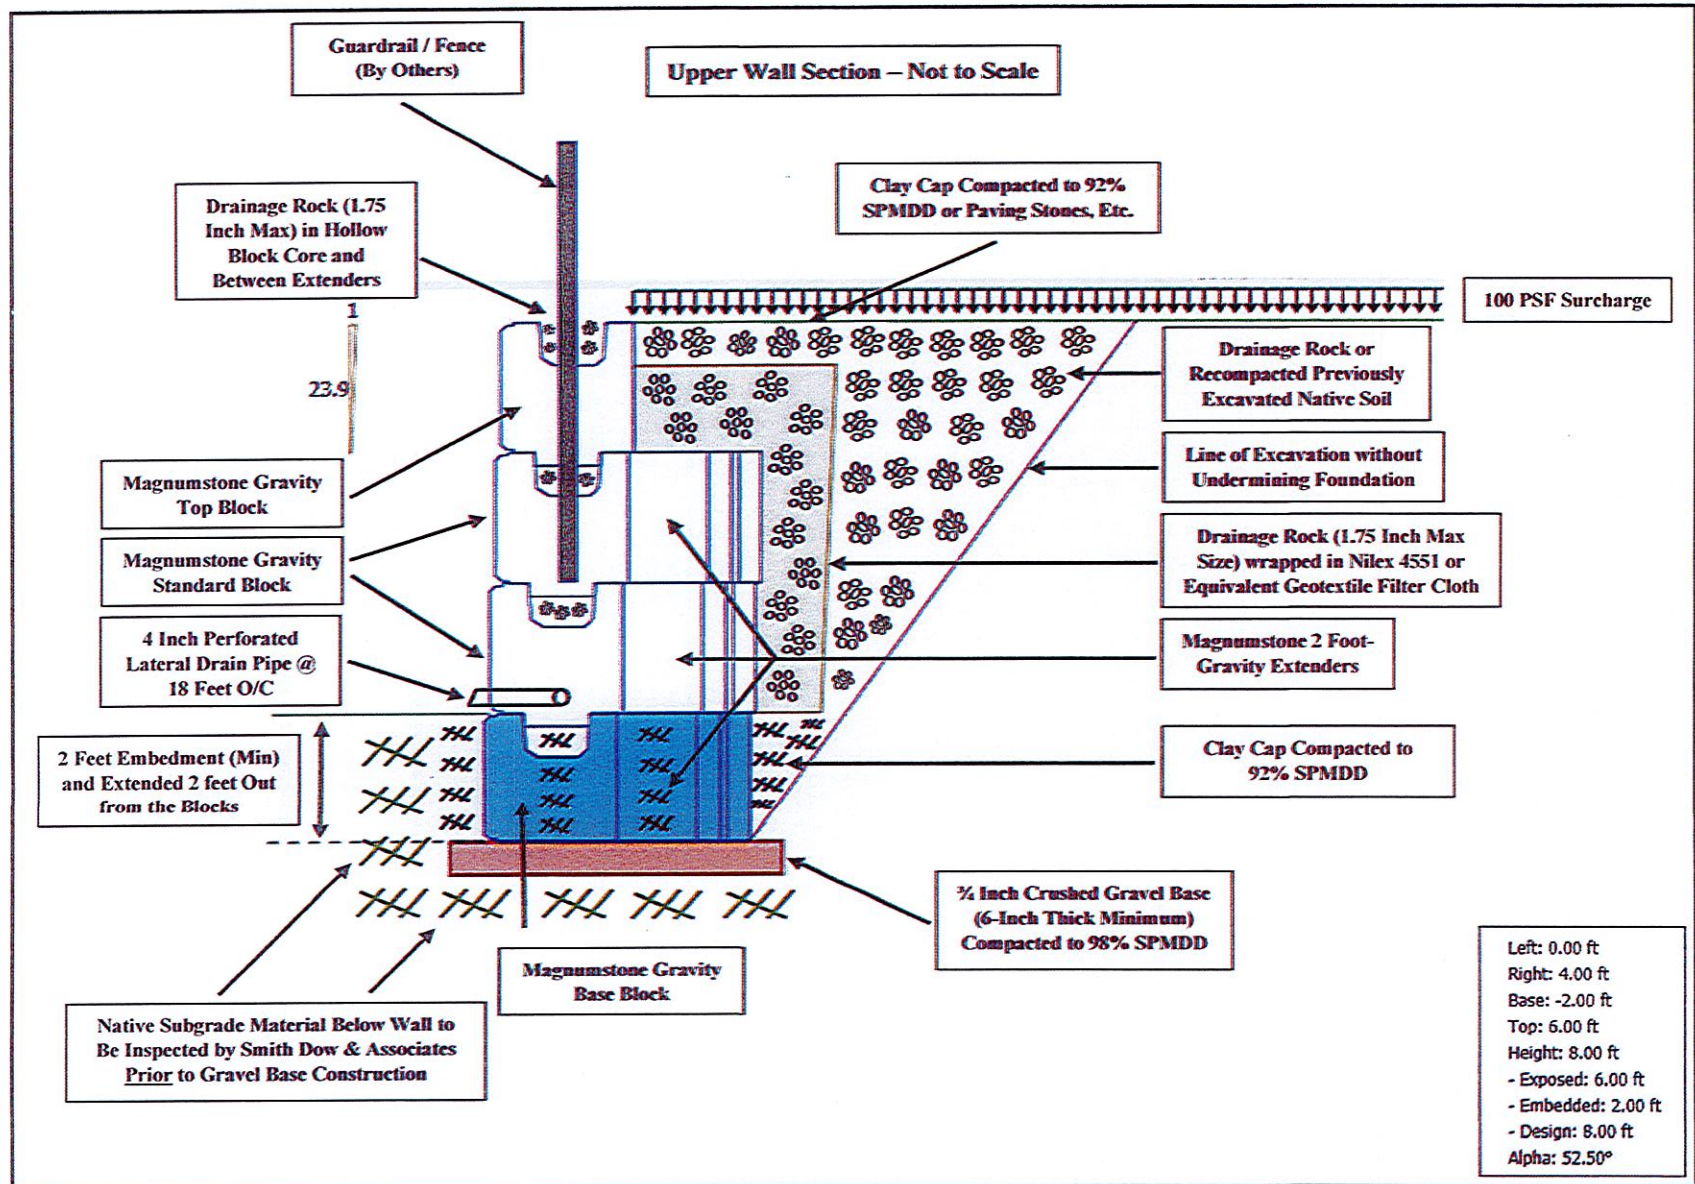 Guardrail / Fence
(By Others)
Upper Wall Section – Not to Scale
Drainage Rock (1.75
Inch Max) in Hollow
Block Core and
Between Extenders
Clay Cap Compacted to 92%
SPMDD or Paving Stones, Etc.
100 PSF Surcharge
1
23.9
Drainage Rock or
Recompacted Previously
Excavated Native Soil
Line of Excavation without
Undermining Foundation
Magnumstone Gravity
Top Block
Magnumstone Gravity
Standard Block
Drainage Rock (1.75 Inch Max
Size) wrapped in Nilex 4551 or
Equivalent Geotextile Filter Cloth
4 Inch Perforated
Lateral Drain Pipe @
18 Feet O/C
Magnumstone 2 Foot-
Gravity Extenders
2 Feet Embedment (Min)
and Extended 2 feet Out
from the Blocks
Clay Cap Compacted to
92% SPMDD
¾ Inch Crushed Gravel Base
(6-Inch Thick Minimum)
Compacted to 98% SPMDD
Magnumstone Gravity
Base Block
Native Subgrade Material Below Wall to
Be Inspected by Smith Dow & Associates
Prior to Gravel Base Construction
Left: 0.00 ft
Right: 4.00 ft
Base: -2.00 ft
Top: 6.00 ft
Height: 8.00 ft
- Exposed: 6.00 ft
- Embedded: 2.00 ft
- Design: 8.00 ft
Alpha: 52.50°